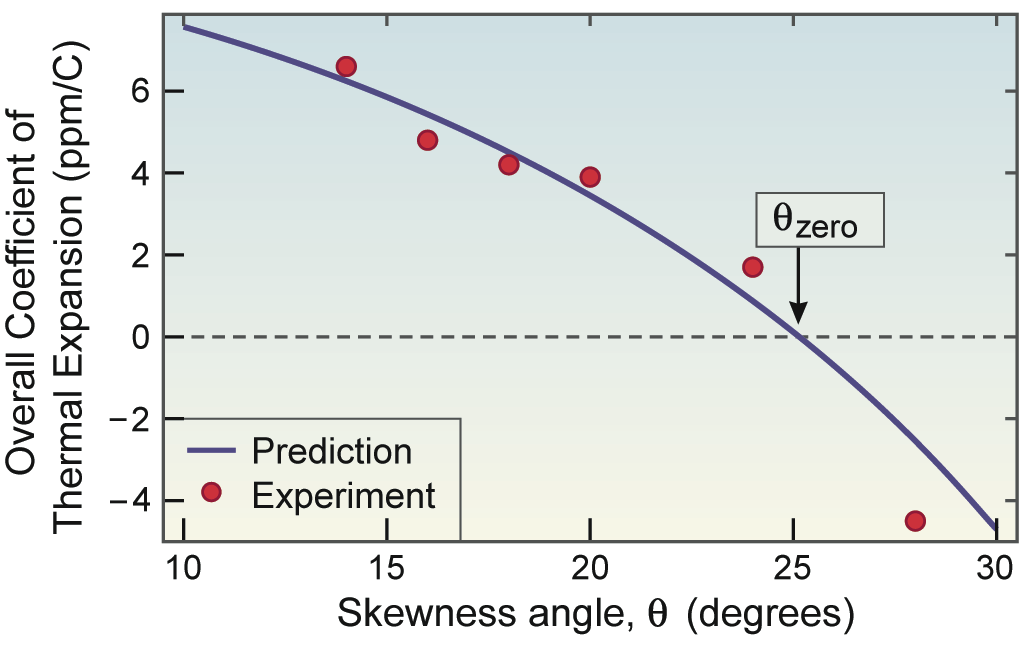 Overall Coefficient of
Thermal Expansion (ppm/C)
6
4
2
0
−2
−4
θzero
Prediction
Experiment
10 15 20 25 30
Skewness angle, θ (degrees)